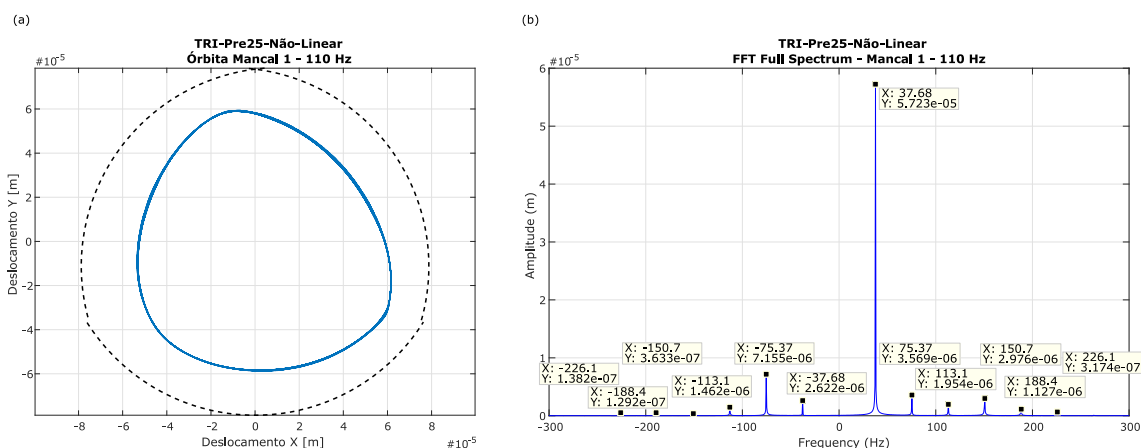 (a)
TRI-Pre25-Não-Linear
Órbita Mancal 1 - 110 Hz
#10-5
6
4
2
0
-2
-4
-6
Deslocamento Y [m]
-8
-6
-4
-2
0
2
4
6
8
Deslocamento X [m]
#10-5
(b)
TRI-Pre25-Não-Linear
FFT Full Spectrum - Mancal 1 - 110 Hz
#10-5
6
5
4
3
2
1
0
Amplitude (m)
X: 37.68
Y: 5.723e-05
X: -226.1
Y: 1.382e-07
X: -188.4
Y: 1.292e-07
X: -150.7
Y: 3.633e-07
X: -113.1
Y: 1.462e-06
X: -75.37
Y: 7.155e-06
X: -37.68
Y: 2.622e-06
X: 75.37
Y: 3.569e-06
X: 113.1
Y: 1.954e-06
X: 150.7
Y: 2.976e-06
X: 188.4
Y: 1.127e-06
X: 226.1
Y: 3.174e-07
-300
-200
-100
0
100
200
300
Frequency (Hz)